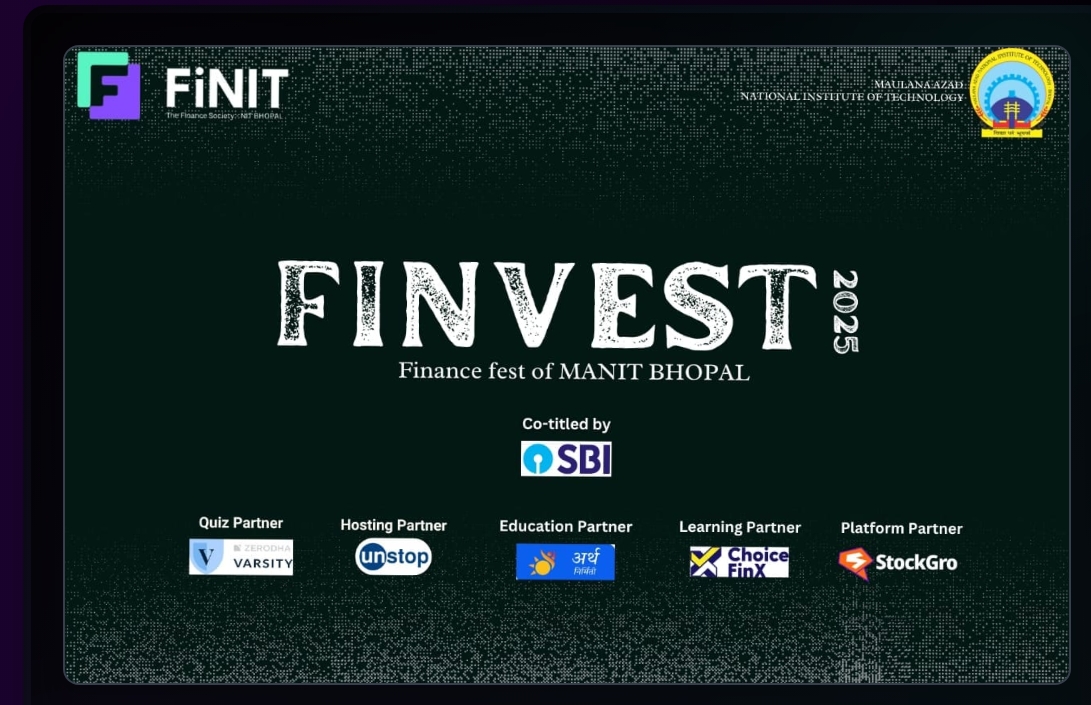 FiNIT
The Finance Society: NIT BHOPAL
MAULANA AZAD
NATIONAL INSTITUTE OF TECHNOLOGY
FINVEST 2025
Finance fest of MANIT BHOPAL
Co-titled by
SBI
Quiz Partner
Hosting Partner
Education Partner
Learning Partner
Platform Partner
V
ZERODHA
VARSITY
unstop
अर्थ
निर्मिती
Choice
FinX
StockGro